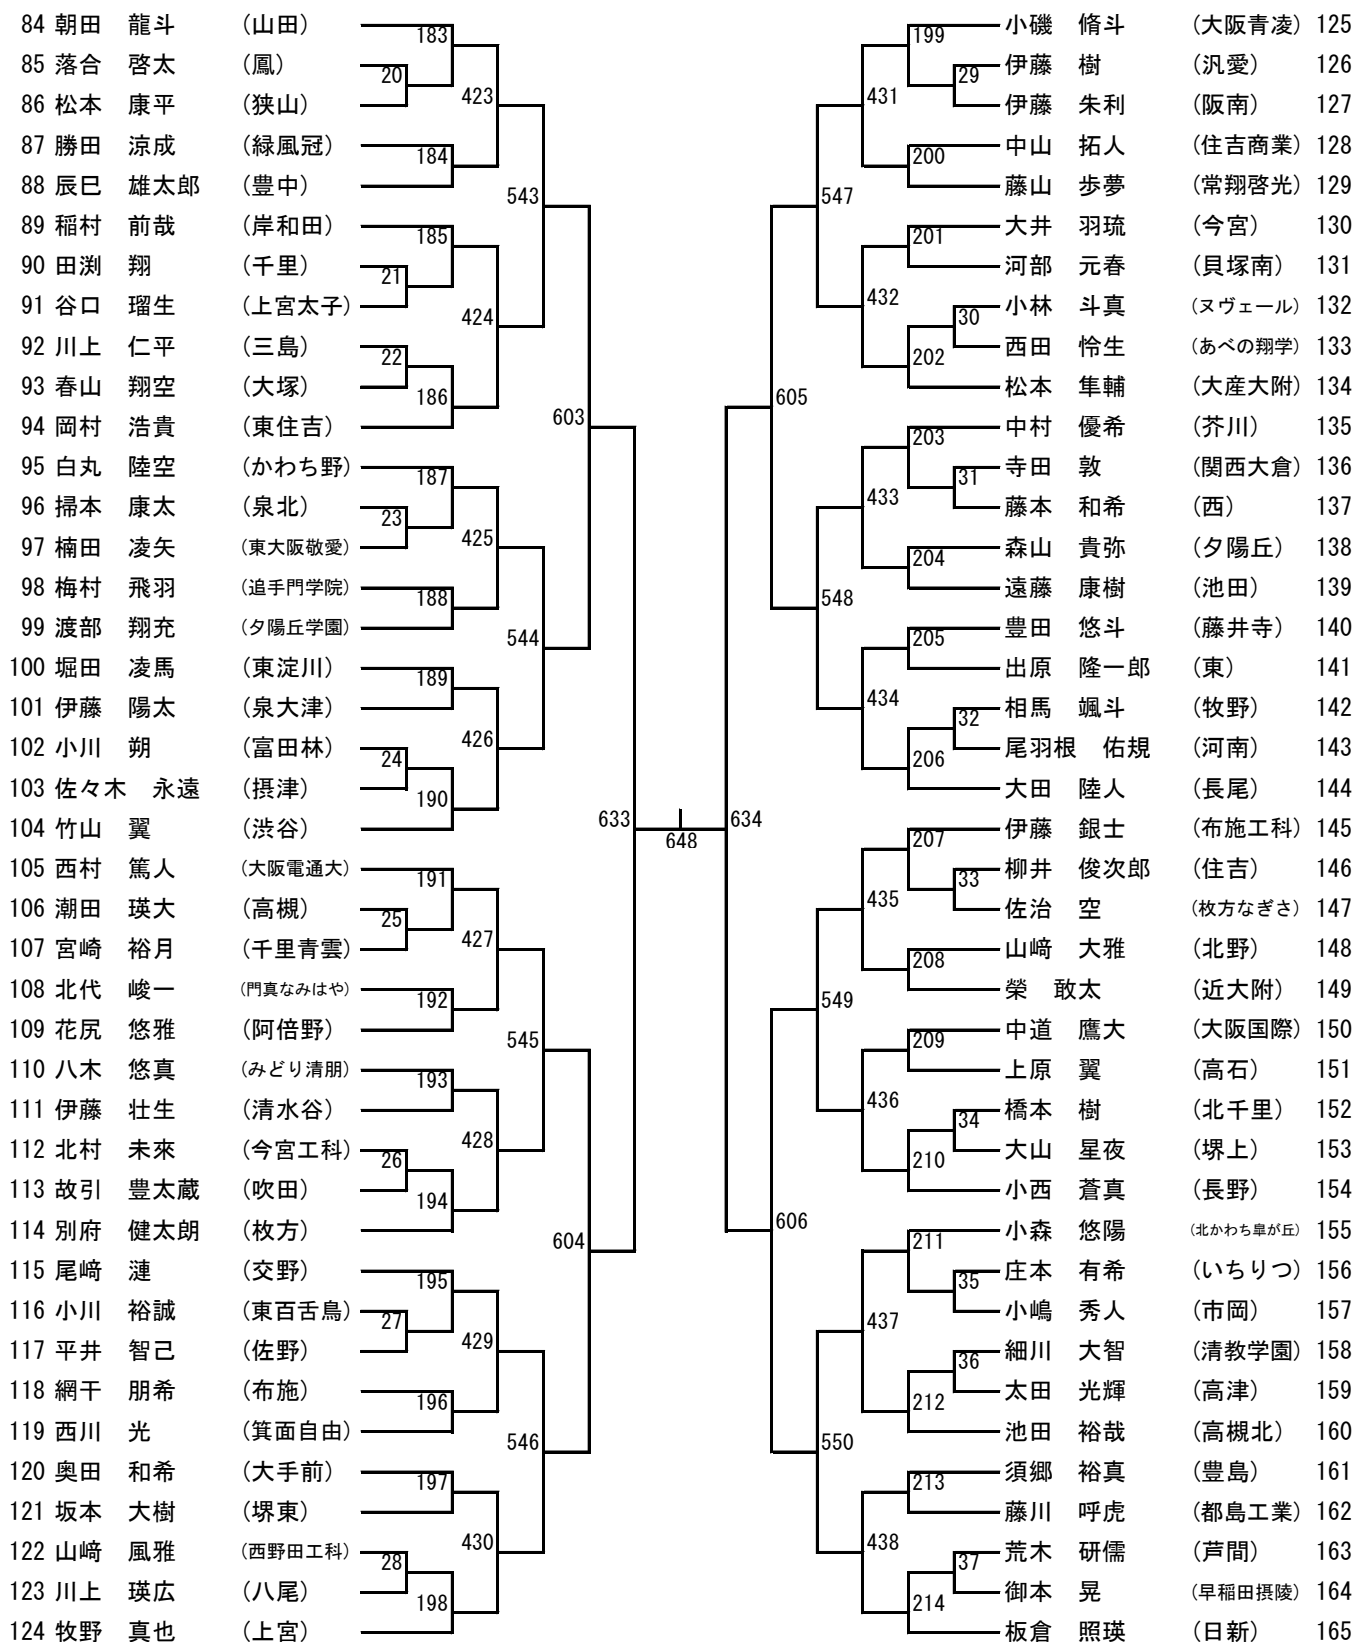 84 朝田 龍斗 (山田)
85 落合 啓太 (鳳)
86 松本 康平 (狭山)
87 勝田 涼成 (緑風冠)
88 辰巳 雄太郎 (豊中)
89 稲村 前哉 (岸和田)
90 田渕 翔 (千里)
91 谷口 瑠生 (上宮太子)
92 川上 仁平 (三島)
93 春山 翔空 (大塚)
94 岡村 浩貴 (東住吉)
95 白丸 陸空 (かわち野)
96 掃本 康太 (泉北)
97 楠田 凌矢 (東大阪敬愛)
98 梅村 飛羽 (追手門学院)
99 渡部 翔充 (夕陽丘学園)
100 堀田 凌馬 (東淀川)
101 伊藤 陽太 (泉大津)
102 小川 朔 (富田林)
103 佐々木 永遠 (摂津)
104 竹山 翼 (渋谷)
105 西村 篤人 (大阪電通大)
106 潮田 瑛大 (高槻)
107 宮崎 裕月 (千里青雲)
108 北代 峻一 (門真なみはや)
109 花尻 悠雅 (阿倍野)
110 八木 悠真 (みどり清朋)
111 伊藤 壮生 (清水谷)
112 北村 未來 (今宮工科)
113 故引 豊太蔵 (吹田)
114 別府 健太朗 (枚方)
115 尾﨑 漣 (交野)
116 小川 裕誠 (東百舌鳥)
117 平井 智己 (佐野)
118 網干 朋希 (布施)
119 西川 光 (箕面自由)
120 奥田 和希 (大手前)
121 坂本 大樹 (堺東)
122 山﨑 風雅 (西野田工科)
123 川上 瑛広 (八尾)
124 牧野 真也 (上宮)
183
20
423
184
543
185
21
424
22
186
603
187
23
425
188
544
189
426
24
190
633
191
25
427
192
545
193
428
26
194
604
195
27
429
196
546
197
430
28
198
648
634
199
29
431
200
547
201
432
30
202
605
203
31
433
204
548
205
434
32
206
207
33
435
208
549
209
436
34
210
606
211
35
437
36
212
550
213
438
37
214
小磯 脩斗 (大阪青凌) 125
伊藤 樹 (汎愛) 126
伊藤 朱利 (阪南) 127
中山 拓人 (住吉商業) 128
藤山 歩夢 (常翔啓光) 129
大井 羽琉 (今宮) 130
河部 元春 (貝塚南) 131
小林 斗真 (ヌヴェール) 132
西田 怜生 (あべの翔学) 133
松本 隼輔 (大産大附) 134
中村 優希 (芥川) 135
寺田 敦 (関西大倉) 136
藤本 和希 (西) 137
森山 貴弥 (夕陽丘) 138
遠藤 康樹 (池田) 139
豊田 悠斗 (藤井寺) 140
出原 隆一郎 (東) 141
相馬 颯斗 (牧野) 142
尾羽根 佑規 (河南) 143
大田 陸人 (長尾) 144
伊藤 銀士 (布施工科) 145
柳井 俊次郎 (住吉) 146
佐治 空 (枚方なぎさ) 147
山﨑 大雅 (北野) 148
榮 敢太 (近大附) 149
中道 鷹大 (大阪国際) 150
上原 翼 (高石) 151
橋本 樹 (北千里) 152
大山 星夜 (堺上) 153
小西 蒼真 (長野) 154
小森 悠陽 (北かわち皐が丘) 155
庄本 有希 (いちりつ) 156
小嶋 秀人 (市岡) 157
細川 大智 (清教学園) 158
太田 光輝 (高津) 159
池田 裕哉 (高槻北) 160
須郷 裕真 (豊島) 161
藤川 呼虎 (都島工業) 162
荒木 研儒 (芦間) 163
御本 晃 (早稲田摂陵) 164
板倉 照瑛 (日新) 165